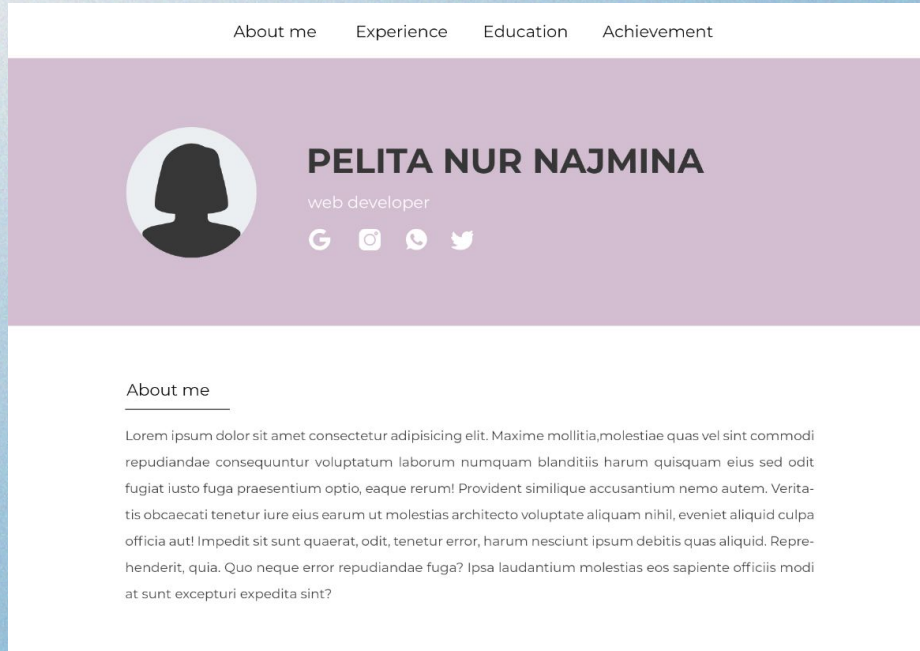 About me Experience Education Achievement
PELITA NUR NAJMINA
web developer
About me
Lorem ipsum dolor sit amet consectetur adipisicing elit. Maxime mollitia,molestiae quas vel sint commodi
repudiandae consequuntur voluptatum laborum numquam blanditiis harum quisquam eius sed odit
fugiat iusto fuga praesentium optio, eaque rerum! Provident similique accusantium nemo autem. Verita-
tis obcaecati tenetur iure eius earum ut molestias architecto voluptate aliquam nihil, eveniet aliquid culpa
officia aut! Impedit sit sunt quaerat, odit, tenetur error, harum nesciunt ipsum debitis quas aliquid. Repre-
henderit, quia. Quo neque error repudiandae fuga? Ipsa laudantium molestias eos sapiente officiis modi
at sunt excepturi expedita sint?